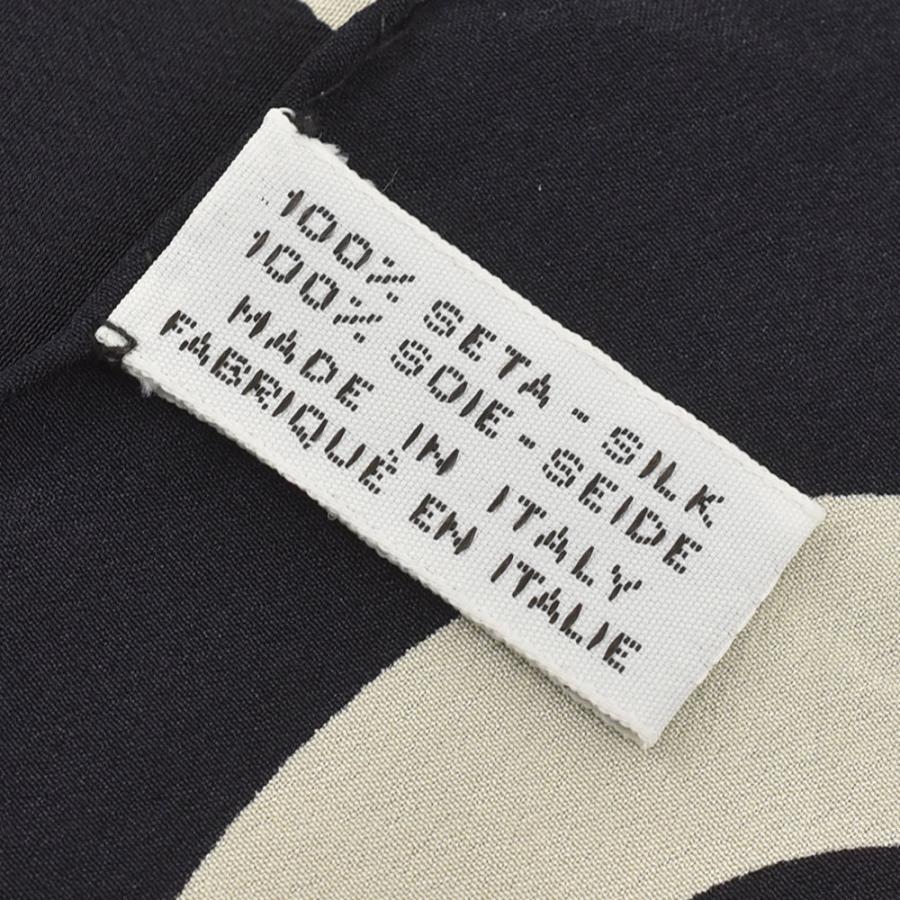 100% SETA - SILK
100% SOIE - SEIDE
MADE IN ITALY
FABRIQUÉ EN ITALIE